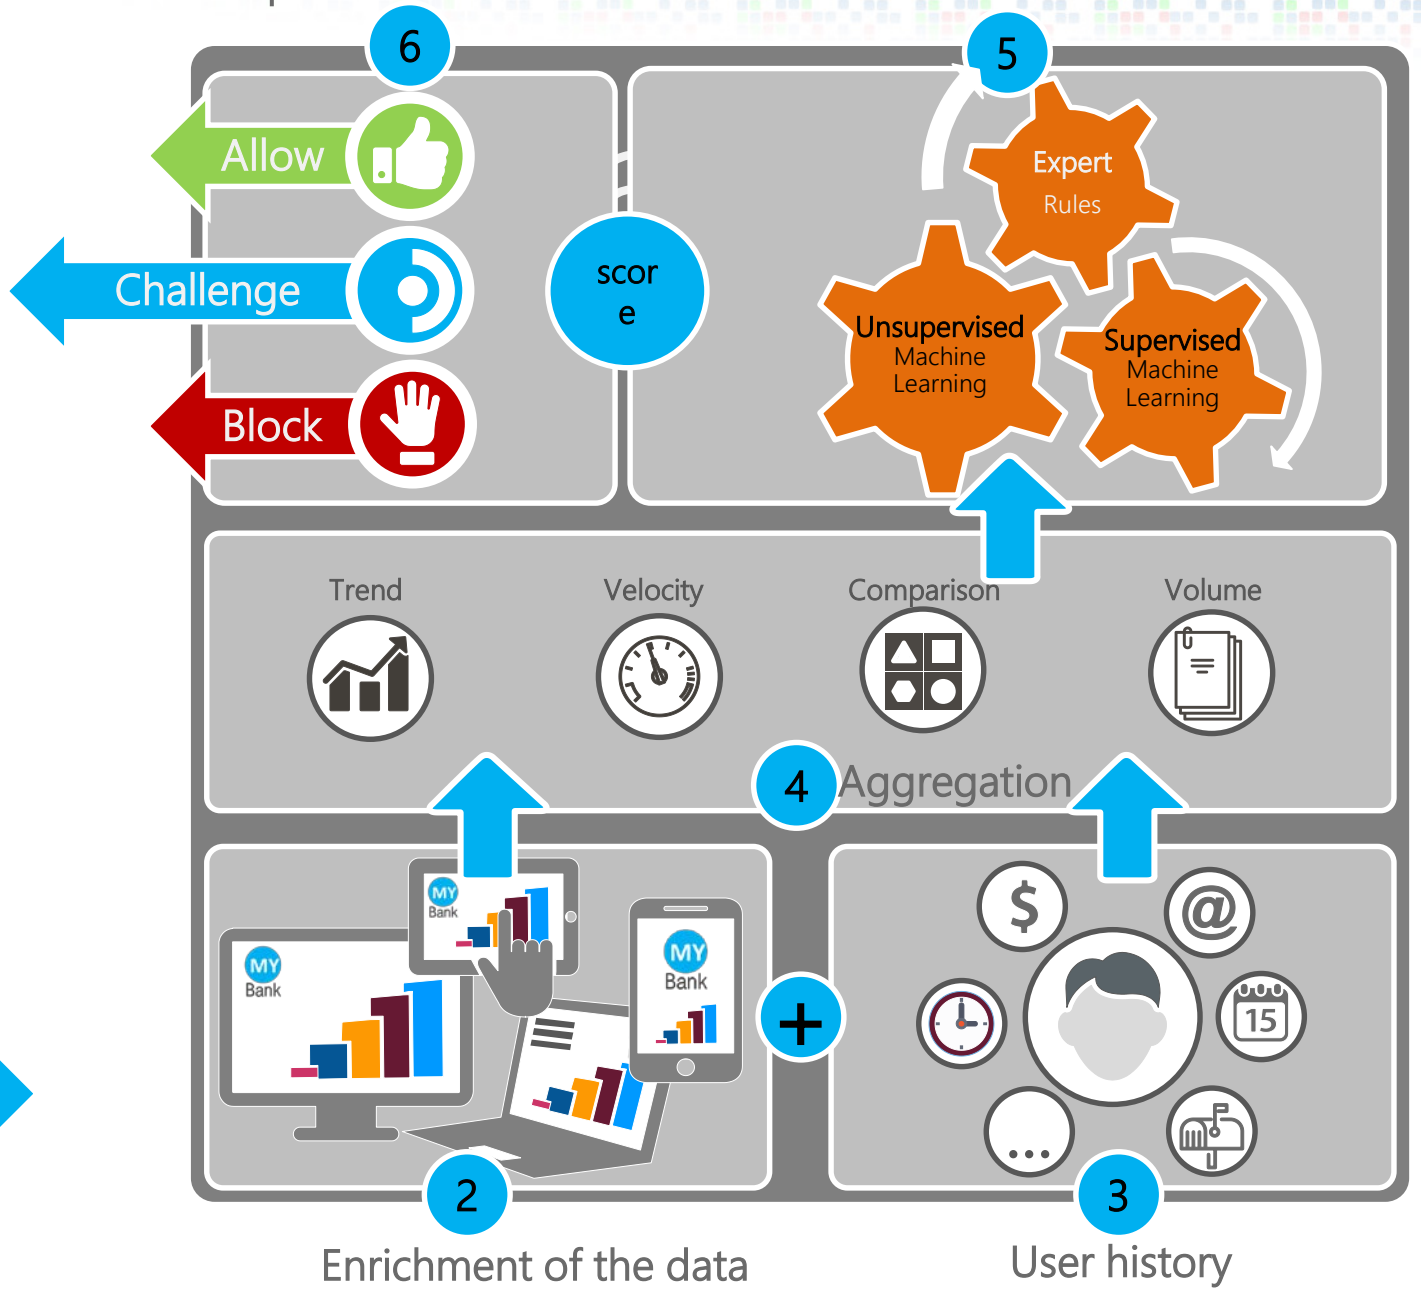 6
5
Allow
Expert
Rules
Challenge
scor
e
Unsupervised
Machine
Learning
Supervised
Machine
Learning
Block
Trend
Velocity
Comparison
Volume
4
Aggregation
MY
Bank
MY
Bank
MY
Bank
$
@
+
15
...
2
3
Enrichment of the data
User history